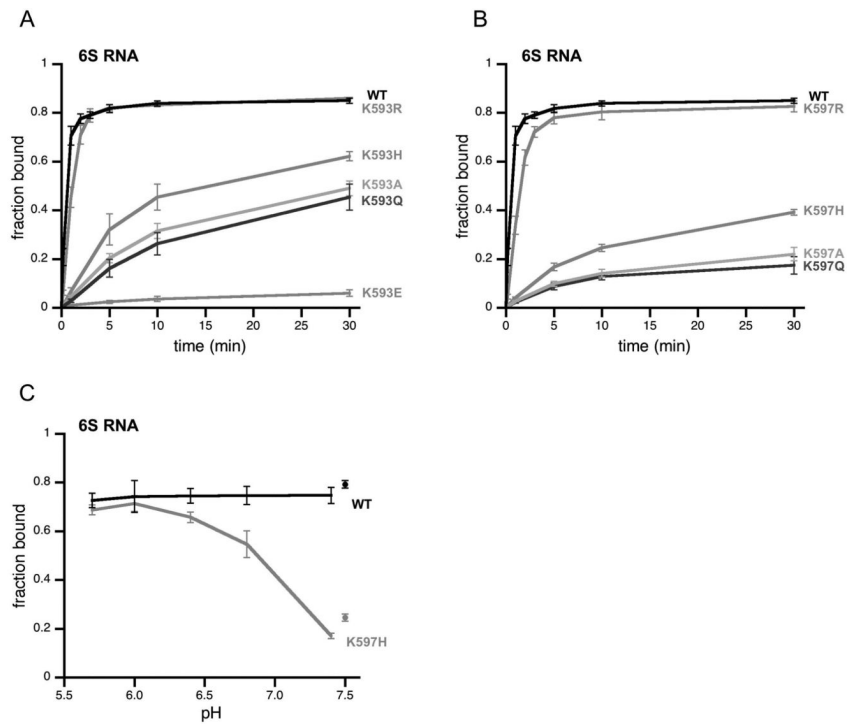 A
6S RNA
fraction bound
1
0.8
0.6
0.4
0.2
0
0 5 10 15 20 25 30
time (min)
WT
K593R
K593H
K593A
K593Q
K593E
B
6S RNA
fraction bound
1
0.8
0.6
0.4
0.2
0
0 5 10 15 20 25 30
time (min)
WT
K597R
K597H
K597A
K597Q
C
6S RNA
fraction bound
1
0.8
0.6
0.4
0.2
0
5.5 6.0 6.5 7.0 7.5
pH
WT
K597H